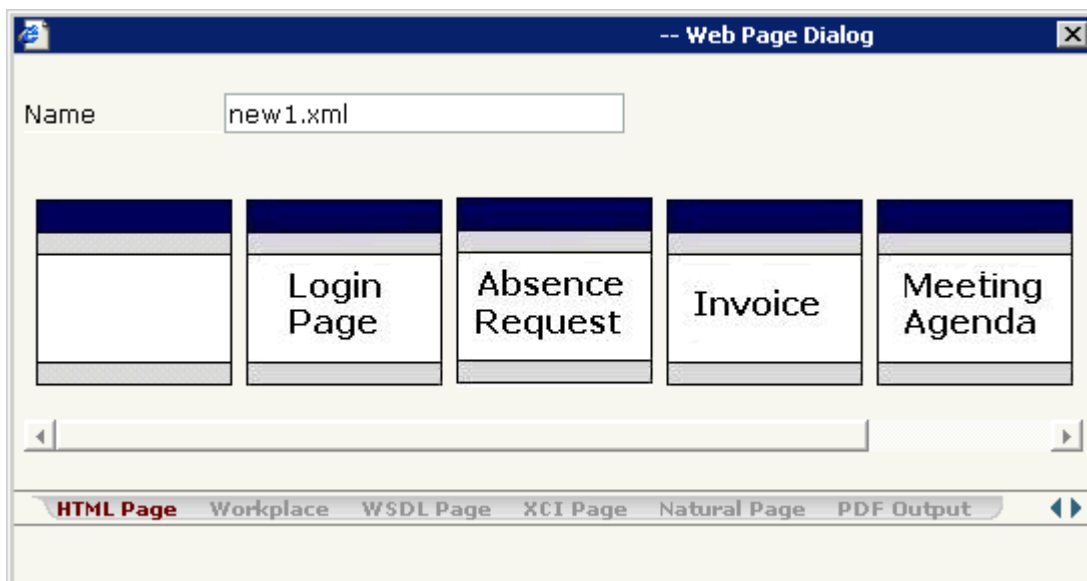 -- Web Page Dialog
Name new1.xml
Login
Page
Absence
Request
Invoice
Meeting
Agenda
HTML Page Workplace WSDL Page XCI Page Natural Page PDF Output